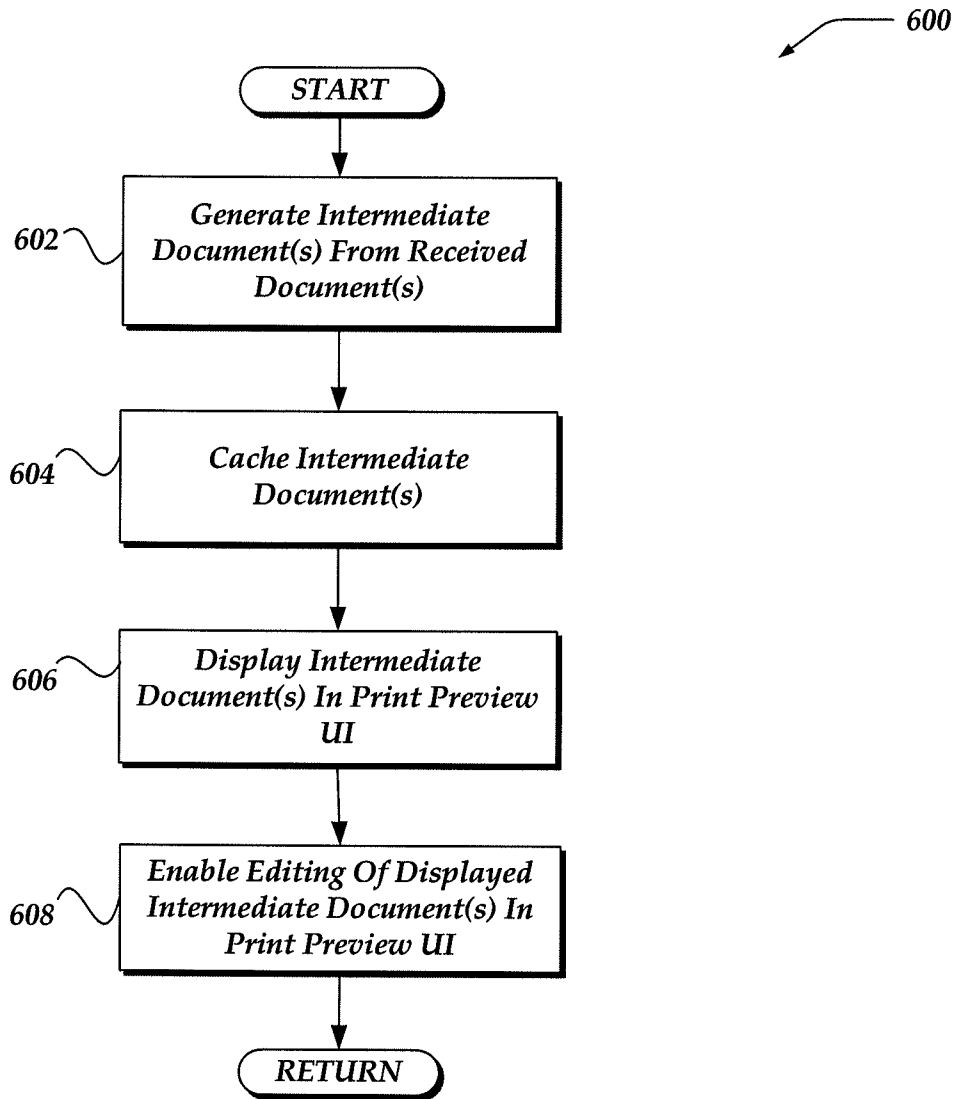 600
START
602
Generate Intermediate
Document(s) From Received
Document(s)
604
Cache Intermediate
Document(s)
606
Display Intermediate
Document(s) In Print Preview
UI
608
Enable Editing Of Displayed
Intermediate Document(s) In
Print Preview UI
RETURN